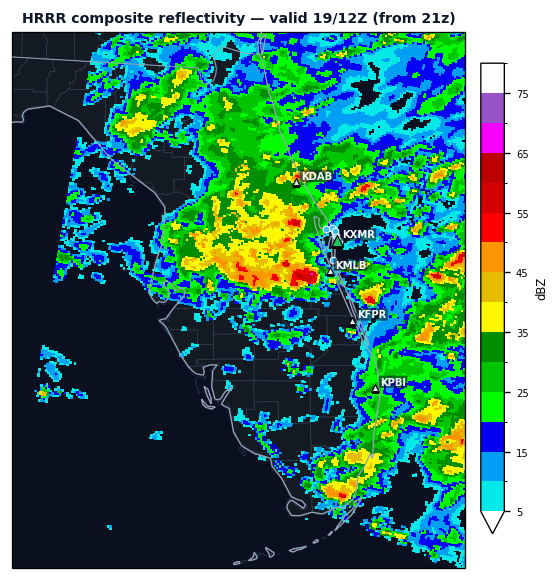 HRRR composite reflectivity — valid 19/12Z (from 21z)
KDAB
KXMR
KMLB
KFPR
KPBI
75
65
55
45
35
25
15
5
dBZ